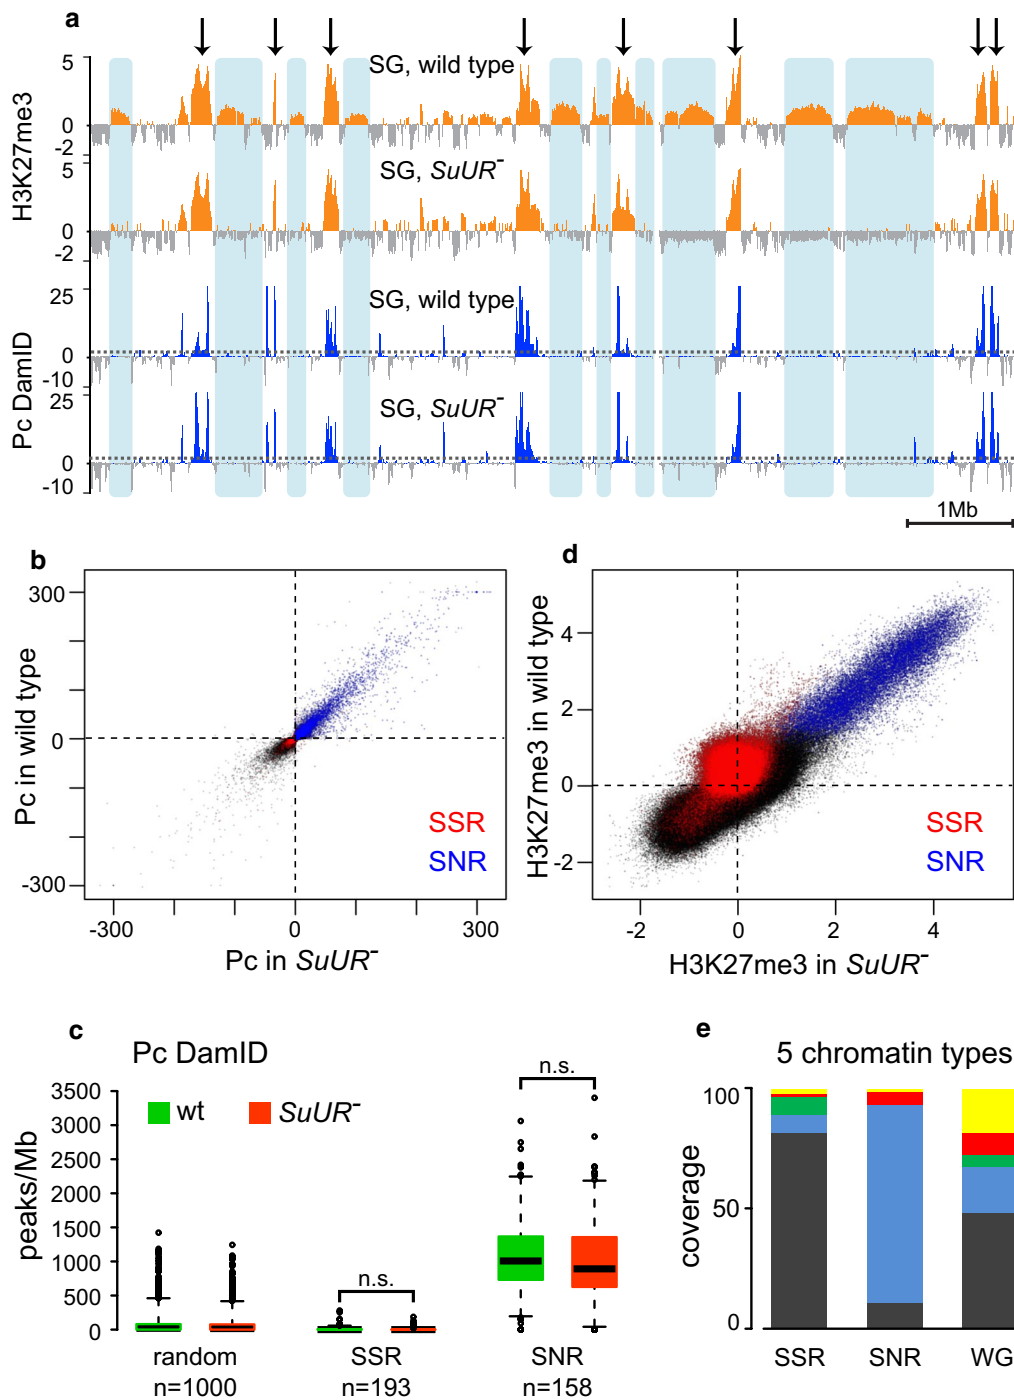 a
H3K27me3
5
0
-2
SG, wild type
5
0
-2
SG, SuUR⁻
Pc DamID
25
0
-10
SG, wild type
25
0
-10
SG, SuUR⁻
1Mb
b
Pc in wild type
300
0
-300
SSR
SNR
-300 0 300
Pc in SuUR⁻
d
H3K27me3 in wild type
4
2
0
-2
SSR
SNR
-2 0 2 4
H3K27me3 in SuUR⁻
c
Pc DamID
peaks/Mb
3500
3000
2500
2000
1500
1000
500
0
wt SuUR⁻
n.s.
n.s.
random SSR SNR
n=1000 n=193 n=158
e
5 chromatin types
coverage
100
50
0
SSR SNR WG